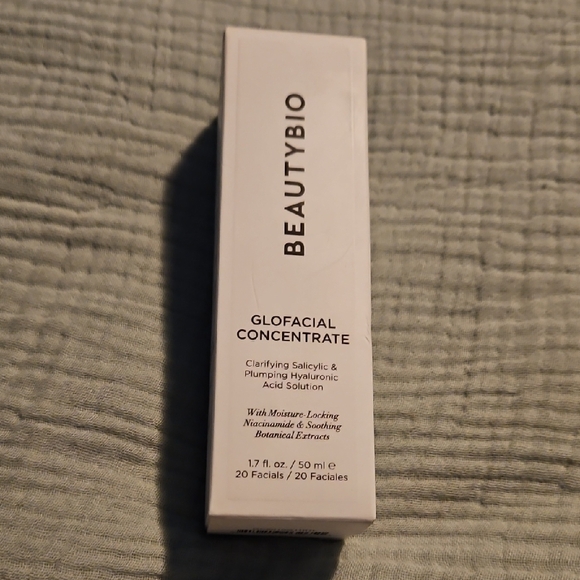 BEAUTYBIO
GLOFACIAL
CONCENTRATE
Clarifying Salicylic &
Plumping Hyaluronic
Acid Solution
With Moisture-Locking
Niacinamide & Soothing
Botanical Extracts
1.7 fl. oz. / 50 ml ℮
20 Facials / 20 Faciales